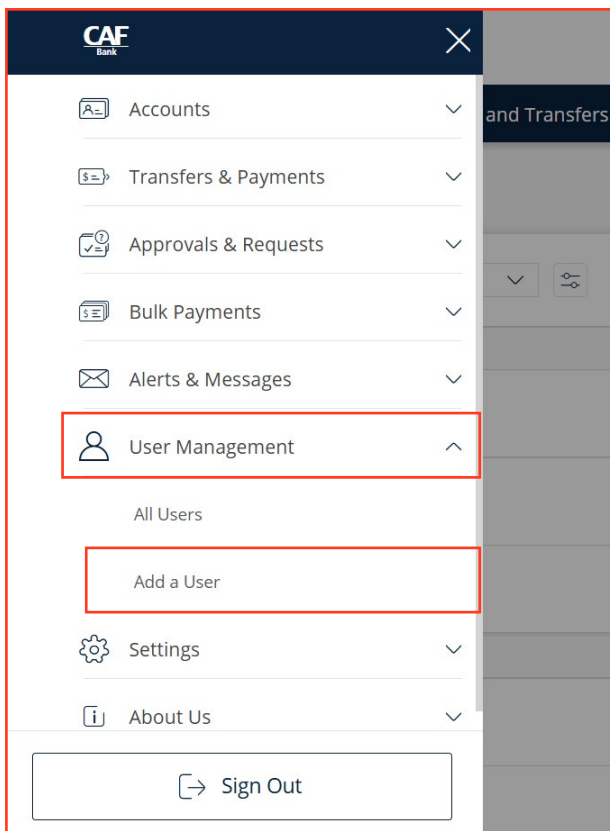 CAF
Bank
Accounts
and Transfers
Transfers & Payments
Approvals & Requests
Bulk Payments
Alerts & Messages
User Management
All Users
Add a User
Settings
About Us
Sign Out